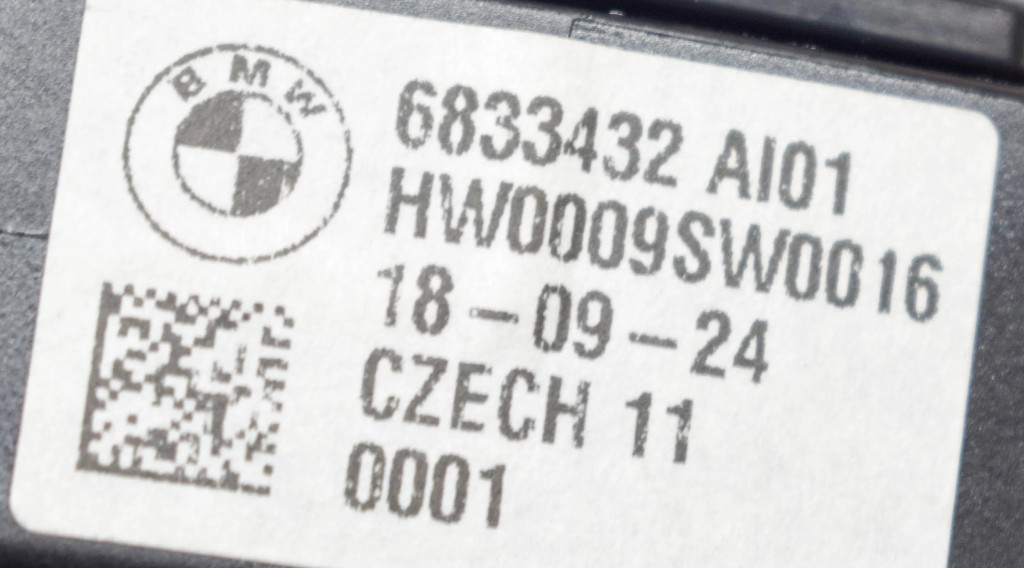 BMW
6833432 AI01
HW0009SW0016
18-09-24
CZECH 11
0001